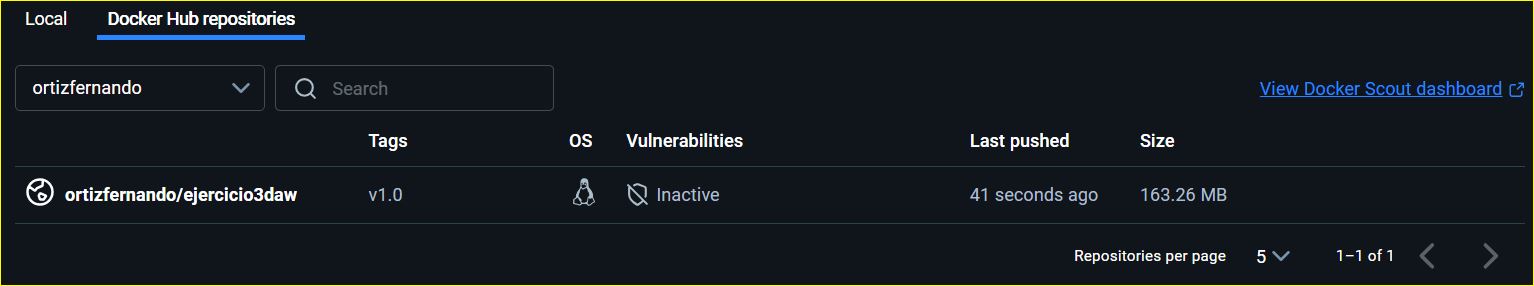 Local Docker Hub repositories
ortizfernando Search View Docker Scout dashboard
Tags OS Vulnerabilities Last pushed Size
ortizfernando/ejercicio3daw v1.0 Inactive 41 seconds ago 163.26 MB
Repositories per page 5 1–1 of 1